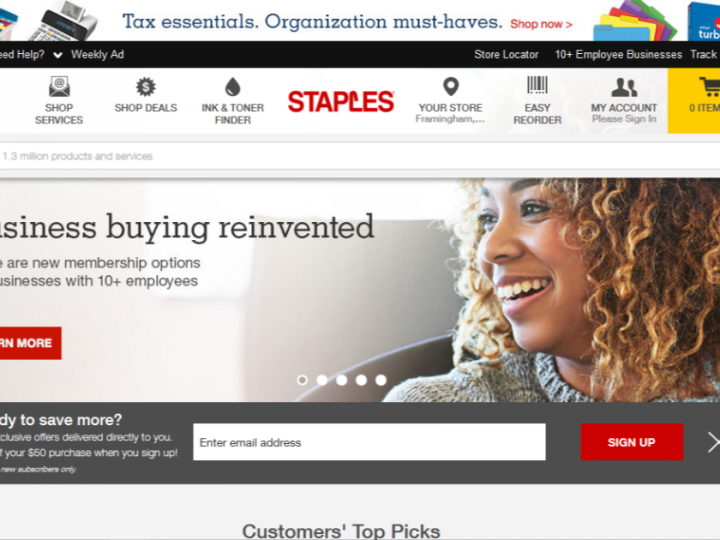 Tax essentials. Organization must-haves. Shop now >
turb
eed Help? Weekly Ad Store Locator 10+ Employee Businesses Track
SHOP
SERVICES
SHOP DEALS
INK & TONER
FINDER
STAPLES
YOUR STORE
Framingham,...
EASY
REORDER
MY ACCOUNT
Please Sign In
0 ITEM
1.3 million products and services
usiness buying reinvented
e are new membership options
usinesses with 10+ employees
RN MORE
dy to save more?
xclusive offers delivered directly to you.
f your $50 purchase when you sign up!
new subscribers only.
Enter email address
SIGN UP
Customers' Top Picks